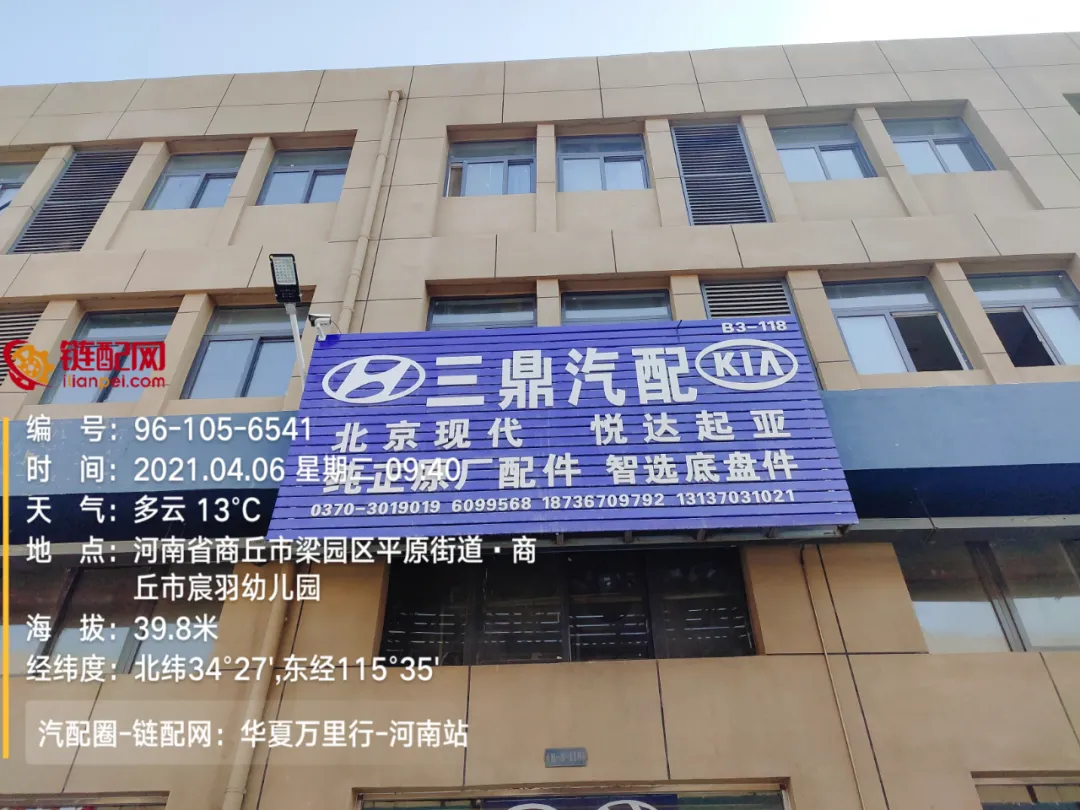 B3-118
三鼎汽配
KIA
北京现代 悦达起亚
纯正原厂配件 智选底盘件
0370-3019019 6099568 18736709792 13137031021
链配网
ilianpei.com
编 号：96-105-6541
时 间：2021.04.06 星期二 09:40
天 气：多云 13°C
地 点：河南省商丘市梁园区平原街道·商
丘市宸羽幼儿园
海 拔：39.8米
经纬度：北纬34°27',东经115°35'
汽配圈-链配网：华夏万里行-河南站